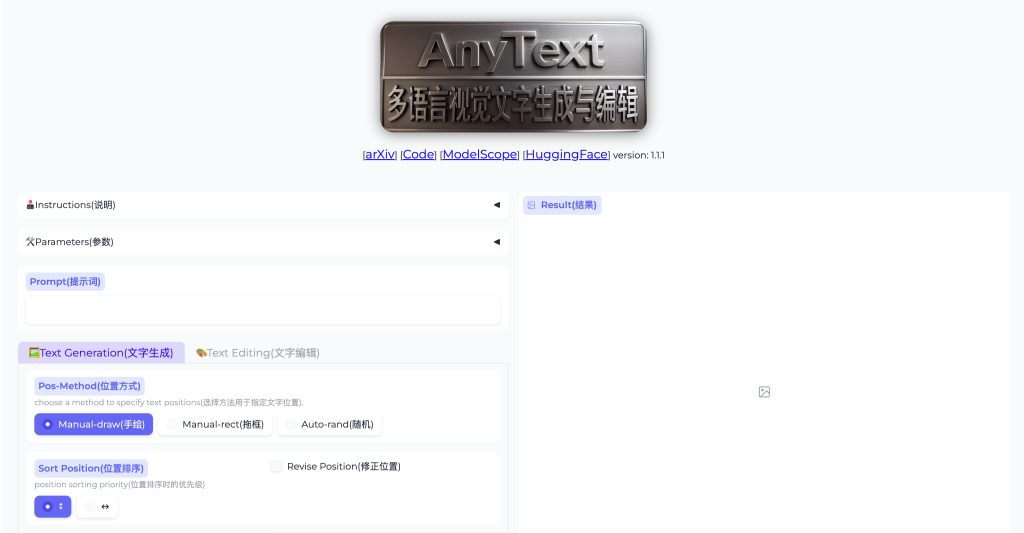 AnyText
多语言视觉文字生成与编辑
[arXiv] [Code] [ModelScope] [HuggingFace] version: 1.1.1
Instructions(说明)
Parameters(参数)
Prompt(提示词)
Text Generation(文字生成) Text Editing(文字编辑)
Pos-Method(位置方式)
choose a method to specify text positions(选择方法用于指定文字位置).
Manual-draw(手绘) Manual-rect(拖框) Auto-rand(随机)
Sort Position(位置排序) Revise Position(修正位置)
position sorting priority(位置排序时的优先级)
↕ ↔
Result(结果)